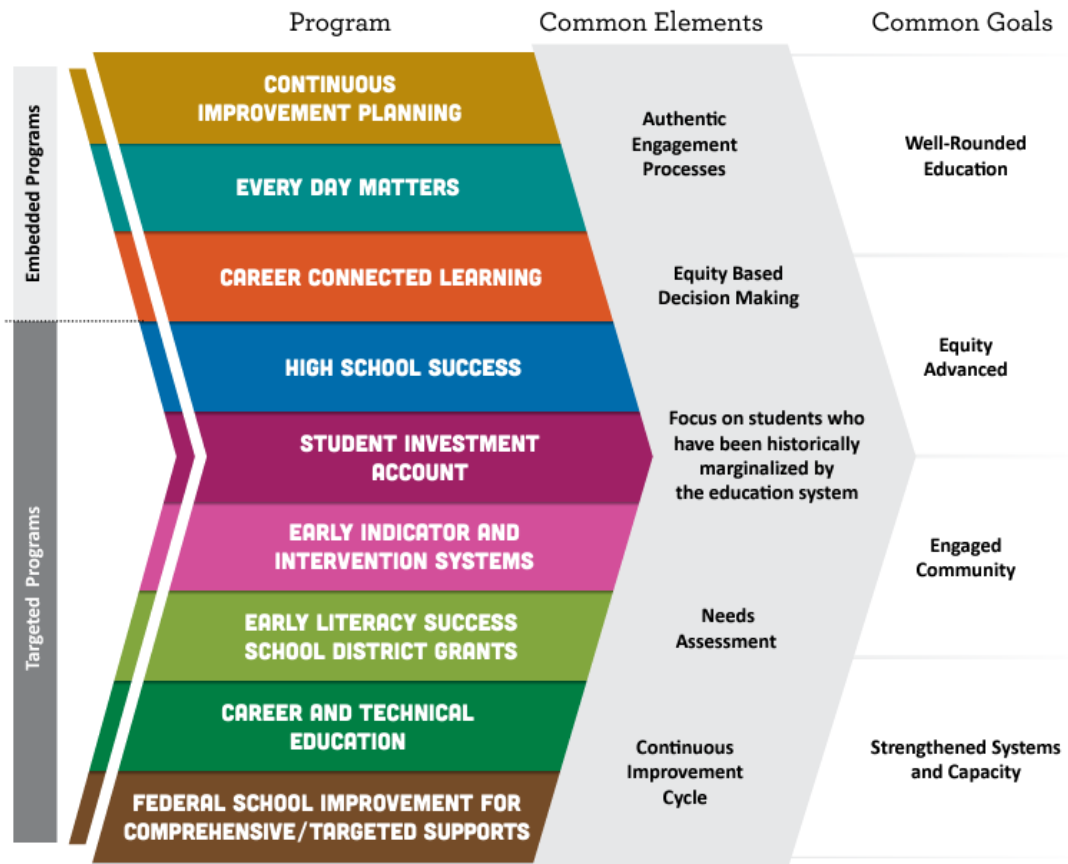 Program
Common Elements
Common Goals
Embedded Programs
Targeted Programs
CONTINUOUS
IMPROVEMENT PLANNING
EVERY DAY MATTERS
CAREER CONNECTED LEARNING
HIGH SCHOOL SUCCESS
STUDENT INVESTMENT
ACCOUNT
EARLY INDICATOR AND
INTERVENTION SYSTEMS
EARLY LITERACY SUCCESS
SCHOOL DISTRICT GRANTS
CAREER AND TECHNICAL
EDUCATION
FEDERAL SCHOOL IMPROVEMENT FOR
COMPREHENSIVE/TARGETED SUPPORTS
Authentic
Engagement
Processes
Equity Based
Decision Making
Focus on students who
have been historically
marginalized by
the education system
Needs
Assessment
Continuous
Improvement
Cycle
Well-Rounded
Education
Equity
Advanced
Engaged
Community
Strengthened Systems
and Capacity